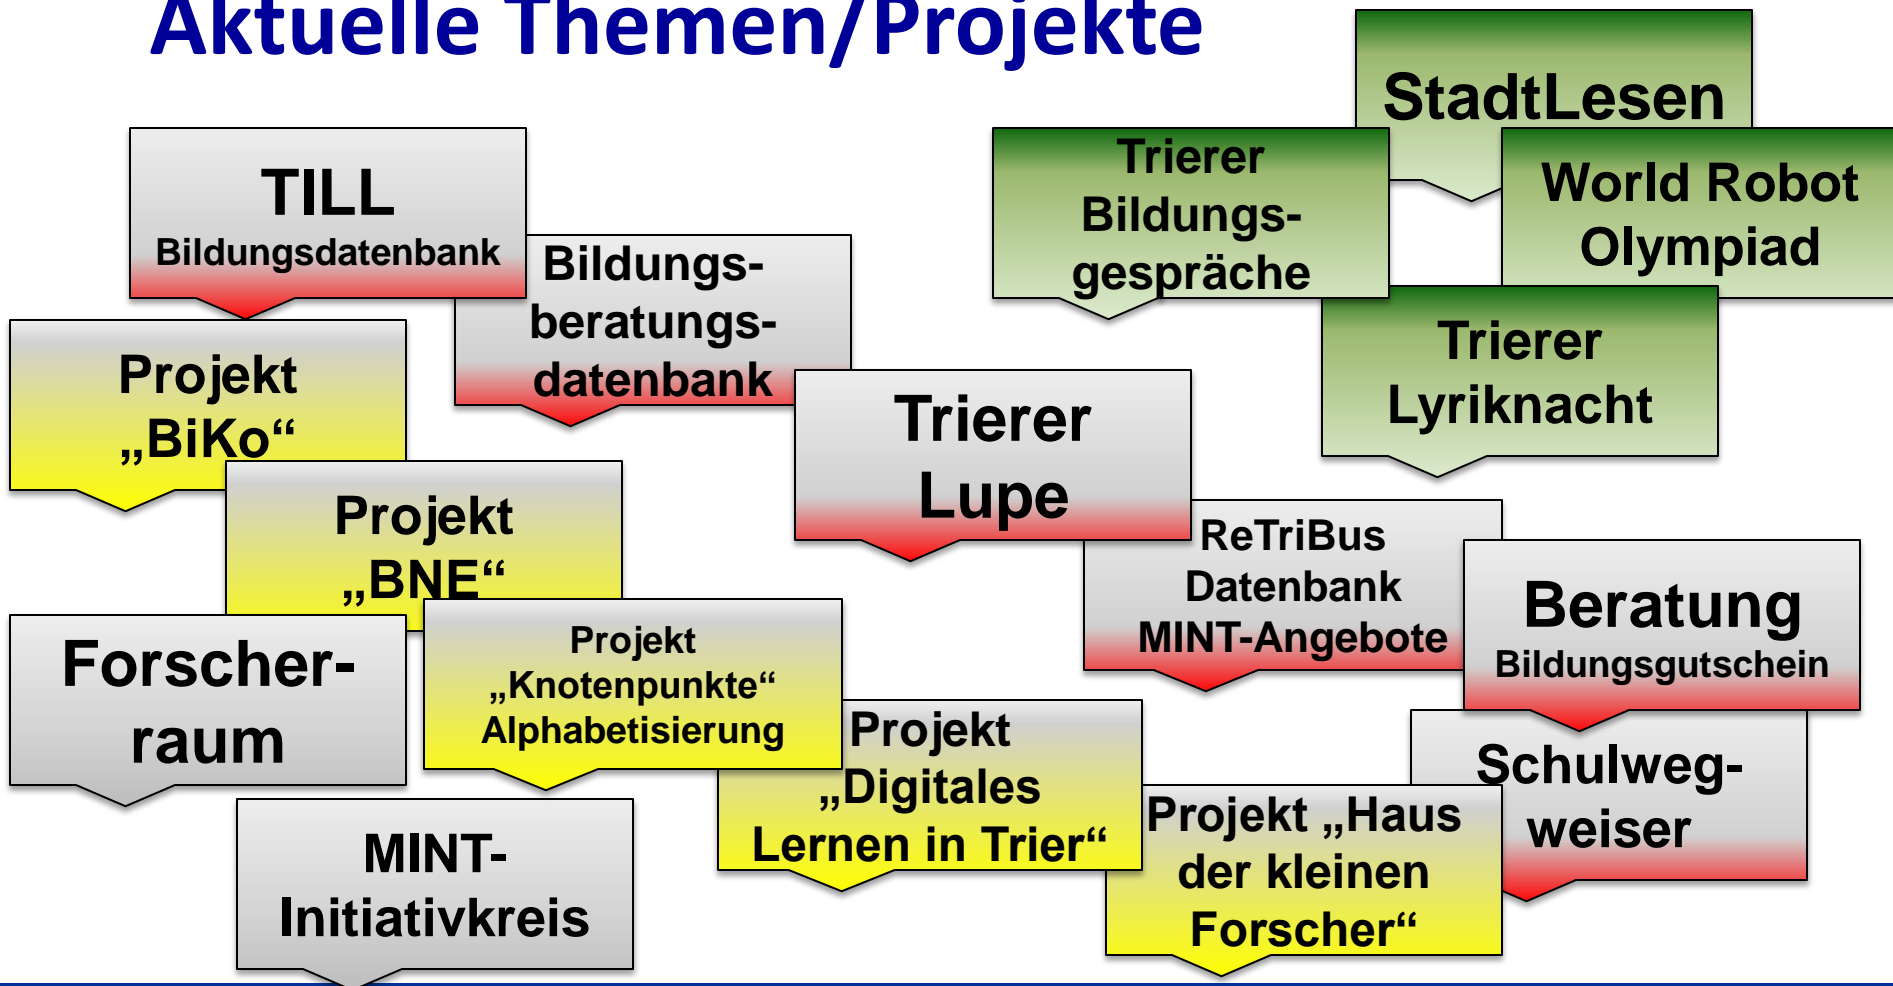 Aktuelle Themen/Projekte
StadtLesen
TILL
Bildungsdatenbank
Trierer
Bildungs-
gespräche
World Robot
Olympiad
Bildungs-
beratungs-
datenbank
Trierer
Lyriknacht
Projekt
„BiKo“
Trierer
Lupe
Projekt
„BNE“
ReTriBus
Datenbank
MINT-Angebote
Beratung
Bildungsgutschein
Forscher-
raum
Projekt
„Knotenpunkte“
Alphabetisierung
Projekt
„Digitales
Lernen in Trier“
Schulweg-
weiser
Projekt „Haus
der kleinen
Forscher“
MINT-
Initiativkreis